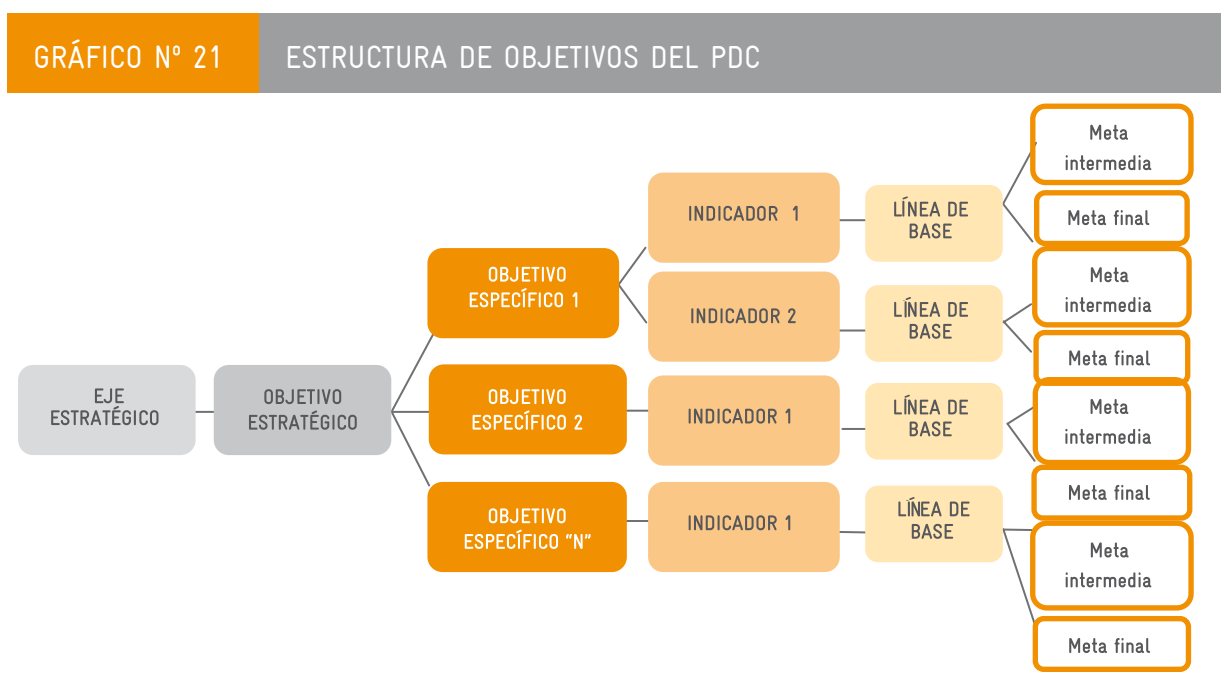 GRÁFICO Nº 21
ESTRUCTURA DE OBJETIVOS DEL PDC
EJE
ESTRATÉGICO
OBJETIVO
ESTRATÉGICO
OBJETIVO
ESPECÍFICO 1
INDICADOR 1
LÍNEA DE
BASE
Meta
intermedia
Meta final
INDICADOR 2
LÍNEA DE
BASE
Meta
intermedia
Meta final
OBJETIVO
ESPECÍFICO 2
INDICADOR 1
LÍNEA DE
BASE
Meta
intermedia
Meta final
OBJETIVO
ESPECÍFICO "N"
INDICADOR 1
LÍNEA DE
BASE
Meta
intermedia
Meta final